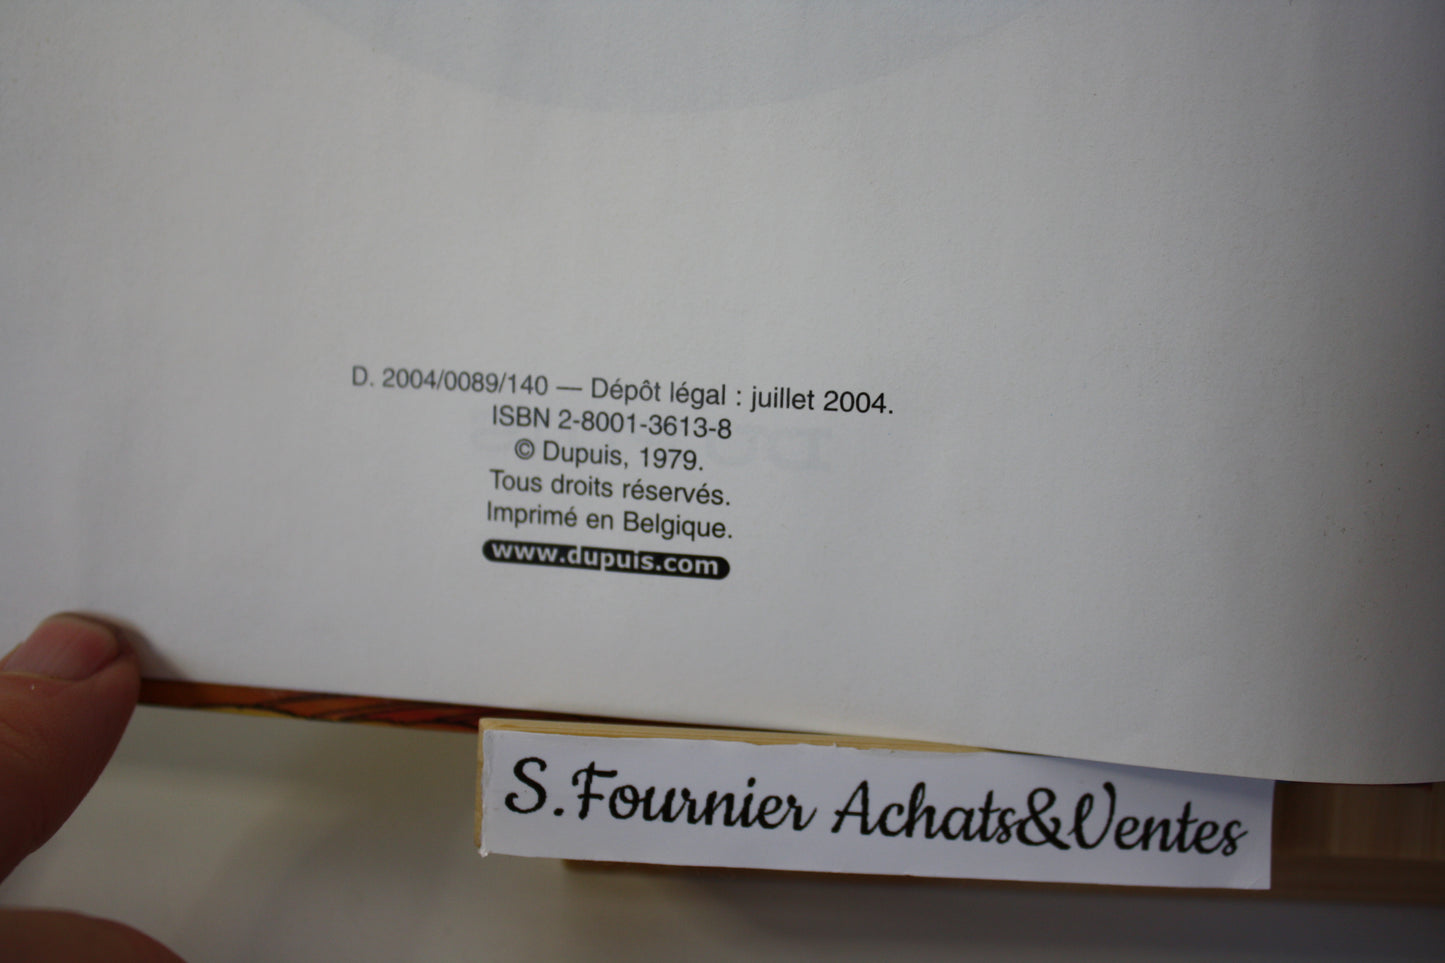 D. 2004/0089/140 — Dépôt légal : juillet 2004.
ISBN 2-8001-3613-8
© Dupuis, 1979.
Tous droits réservés.
Imprimé en Belgique.
www.dupuis.com
S.Fournier Achats&Ventes